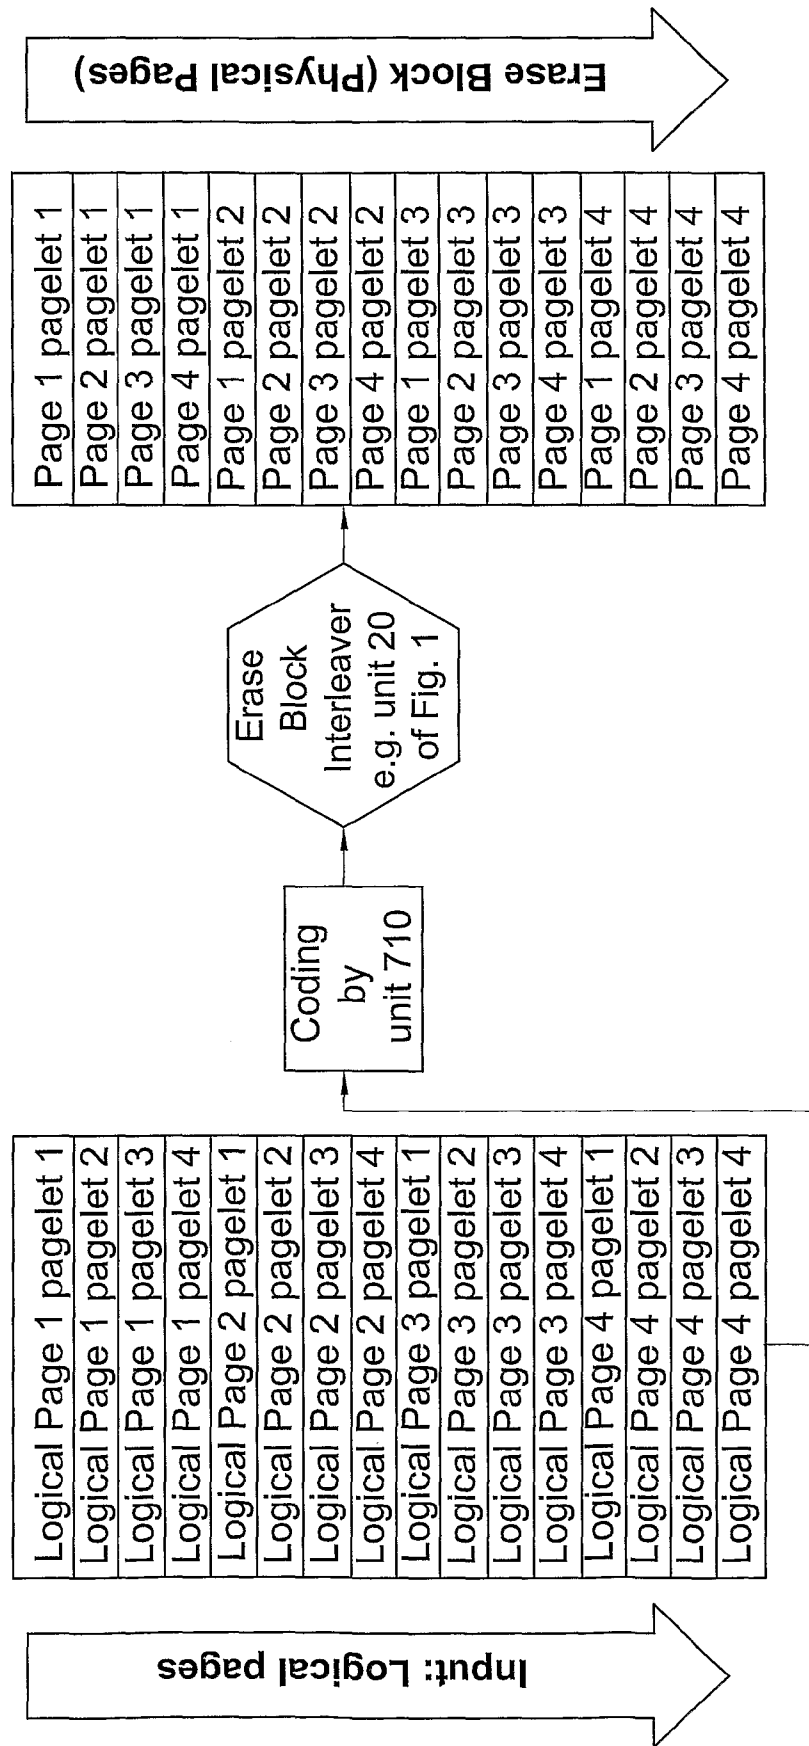 Input: Logical pages
Logical Page 1 pagelet 1
Logical Page 1 pagelet 2
Logical Page 1 pagelet 3
Logical Page 1 pagelet 4
Logical Page 2 pagelet 1
Logical Page 2 pagelet 2
Logical Page 2 pagelet 3
Logical Page 2 pagelet 4
Logical Page 3 pagelet 1
Logical Page 3 pagelet 2
Logical Page 3 pagelet 3
Logical Page 3 pagelet 4
Logical Page 4 pagelet 1
Logical Page 4 pagelet 2
Logical Page 4 pagelet 3
Logical Page 4 pagelet 4
Coding
by
unit 710
Erase
Block
Interleaver
e.g. unit 20
of Fig. 1
Page 1 pagelet 1
Page 2 pagelet 1
Page 3 pagelet 1
Page 4 pagelet 1
Page 1 pagelet 2
Page 2 pagelet 2
Page 3 pagelet 2
Page 4 pagelet 2
Page 1 pagelet 3
Page 2 pagelet 3
Page 3 pagelet 3
Page 4 pagelet 3
Page 1 pagelet 4
Page 2 pagelet 4
Page 3 pagelet 4
Page 4 pagelet 4
Erase Block (Physical Pages)